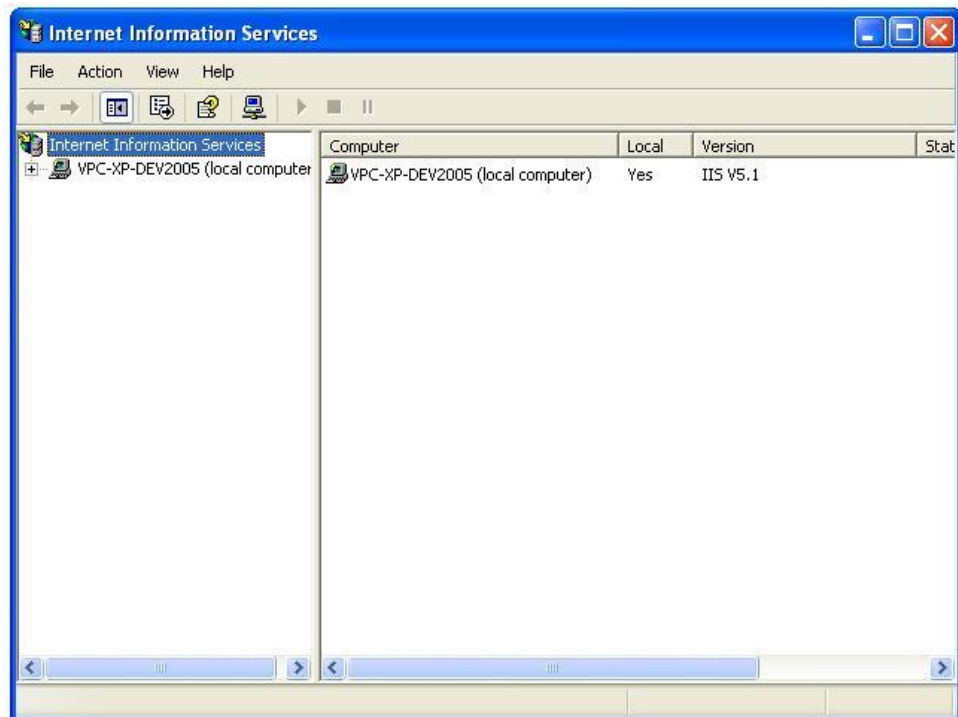 Internet Information Services
File Action View Help
Internet Information Services
VPC-XP-DEV2005 (local computer
Computer Local Version Stat
VPC-XP-DEV2005 (local computer) Yes IIS V5.1